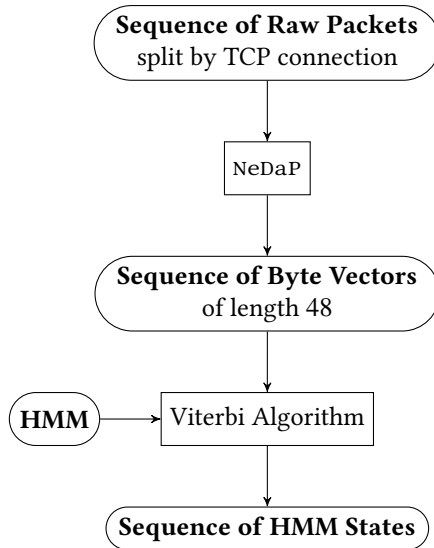 Sequence of Raw Packets
split by TCP connection
NeDaP
Sequence of Byte Vectors
of length 48
HMM
Viterbi Algorithm
Sequence of HMM States